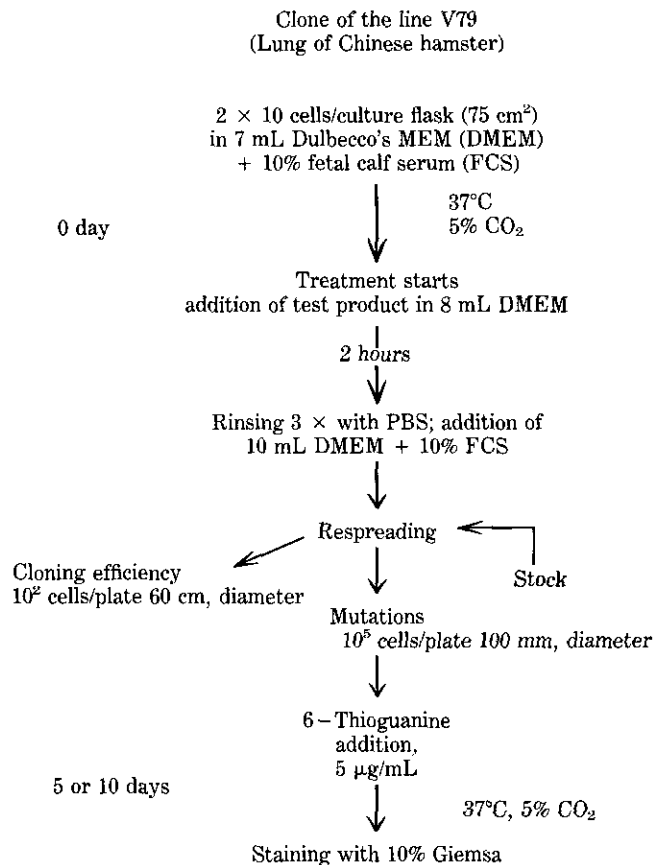 Clone of the line V79
(Lung of Chinese hamster)
2 × 10 cells/culture flask (75 cm²)
in 7 mL Dulbecco's MEM (DMEM)
+ 10% fetal calf serum (FCS)
37°C
5% CO₂
0 day
Treatment starts
addition of test product in 8 mL DMEM
2 hours
Rinsing 3 × with PBS; addition of
10 mL DMEM + 10% FCS
Respreading
Cloning efficiency
10² cells/plate 60 cm, diameter
Stock
Mutations
10⁵ cells/plate 100 mm, diameter
6–Thioguanine
addition,
5 µg/mL
5 or 10 days
37°C, 5% CO₂
Staining with 10% Giemsa